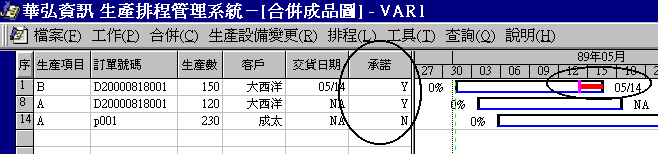 華弘資訊 生產排程管理系統－[合併成品圖] - VAR1
檔案(F) 工作(P) 合併(C) 生產設備變更(R) 排程(L) 工具(T) 查詢(Q) 說明(H)
序 生產項目 訂單號碼 生產數 客戶 交貨日期 承諾 89年05月
27 30 03 06 09 12 15 18 21
1 B D20000818001 150 大西洋 05/14 Y 0% 05/14
8 A D20000818001 120 大西洋 NA Y 0%
14 A p001 230 成太 NA N 0%